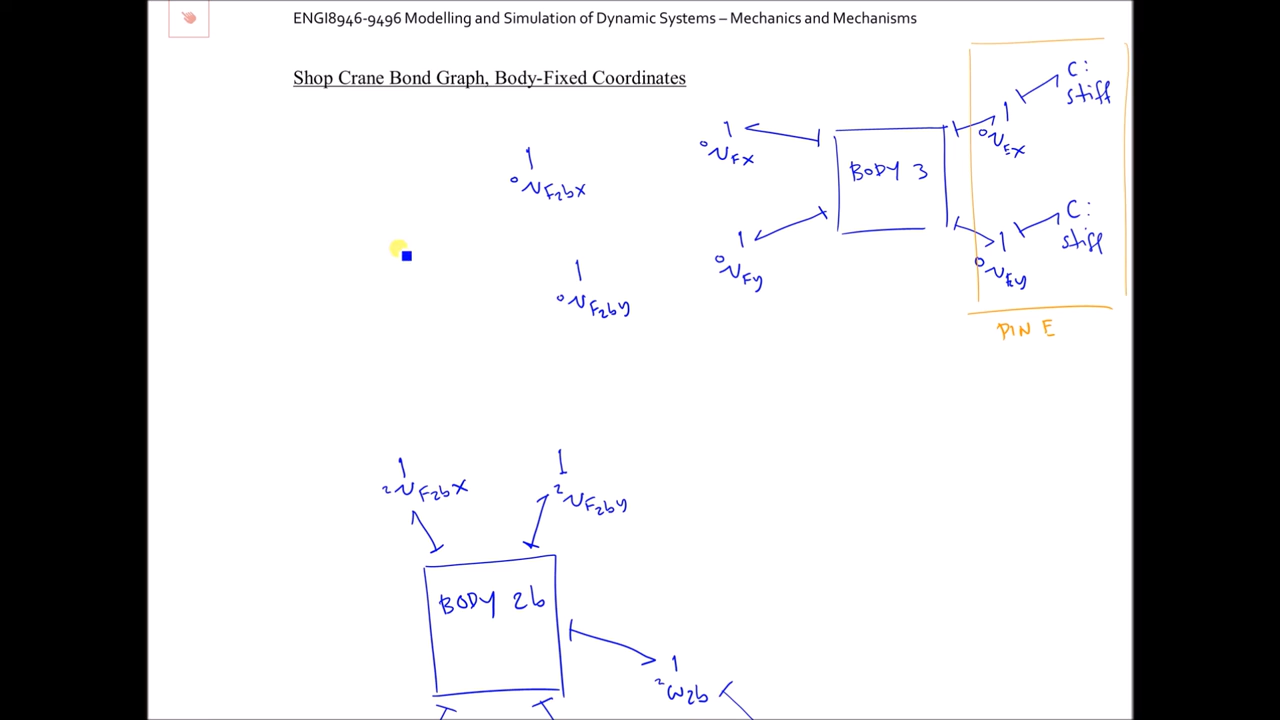 ENGI8946-9496 Modelling and Simulation of Dynamic Systems – Mechanics and Mechanisms
Shop Crane Bond Graph, Body-Fixed Coordinates
C:
stiff
1
⁰v_Ex
1
⁰v_Fx
BODY 3
1
⁰v_F2bx
C:
stiff
1
⁰v_Ey
1
⁰v_Fy
1
⁰v_F2by
PIN E
1
²v_F2bx
1
²v_F2by
BODY 2b
1
²ω2b